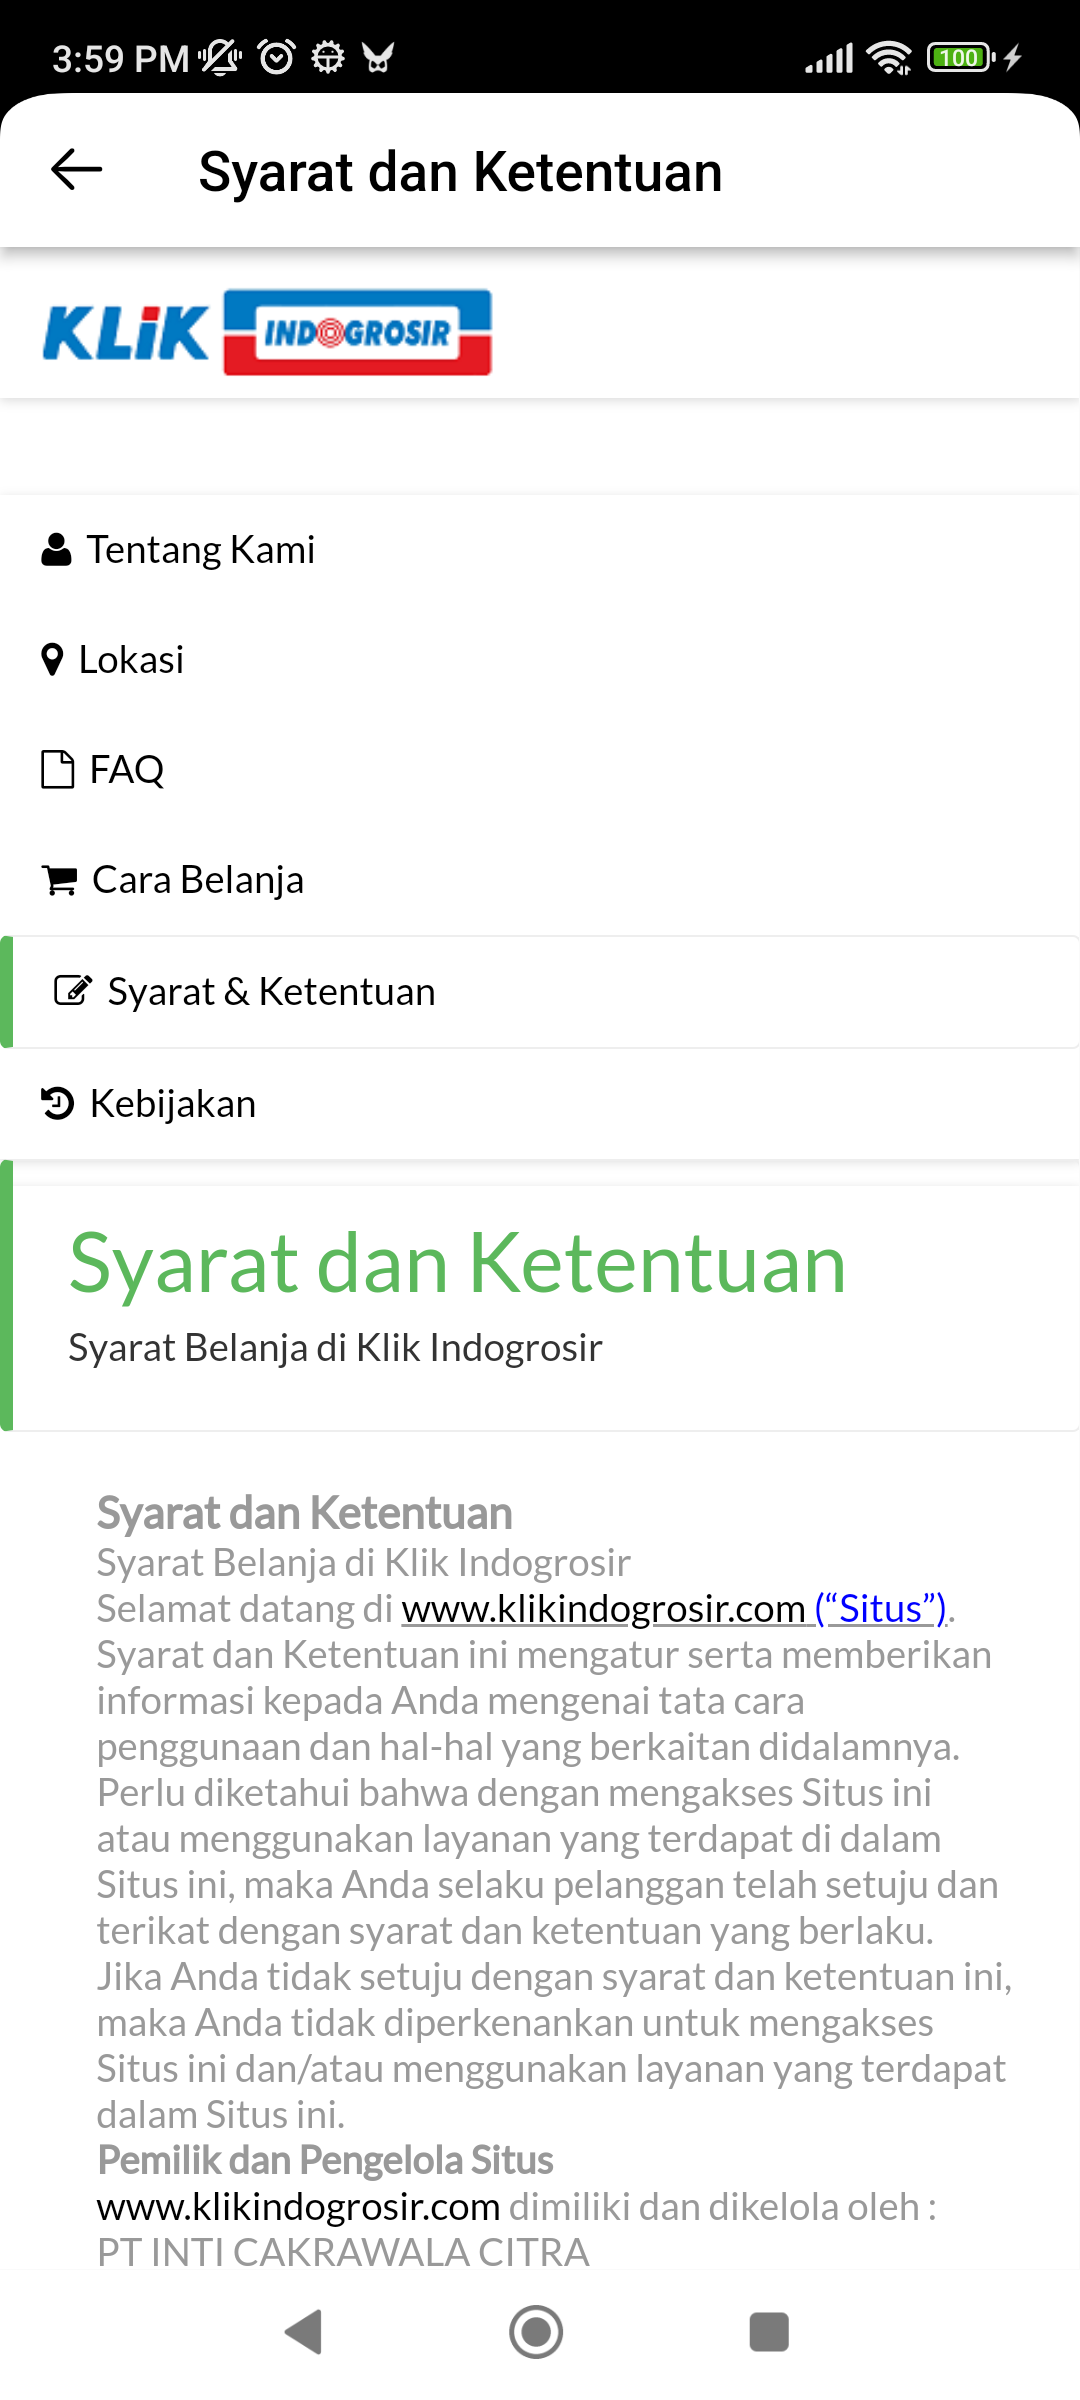 3:59 PM
100
Syarat dan Ketentuan
KLiK INDOGROSIR
Tentang Kami
Lokasi
FAQ
Cara Belanja
Syarat & Ketentuan
Kebijakan
Syarat dan Ketentuan
Syarat Belanja di Klik Indogrosir
Syarat dan Ketentuan
Syarat Belanja di Klik Indogrosir
Selamat datang di www.klikindogrosir.com (“Situs”).
Syarat dan Ketentuan ini mengatur serta memberikan
informasi kepada Anda mengenai tata cara
penggunaan dan hal-hal yang berkaitan didalamnya.
Perlu diketahui bahwa dengan mengakses Situs ini
atau menggunakan layanan yang terdapat di dalam
Situs ini, maka Anda selaku pelanggan telah setuju dan
terikat dengan syarat dan ketentuan yang berlaku.
Jika Anda tidak setuju dengan syarat dan ketentuan ini,
maka Anda tidak diperkenankan untuk mengakses
Situs ini dan/atau menggunakan layanan yang terdapat
dalam Situs ini.
Pemilik dan Pengelola Situs
www.klikindogrosir.com dimiliki dan dikelola oleh :
PT INTI CAKRAWALA CITRA